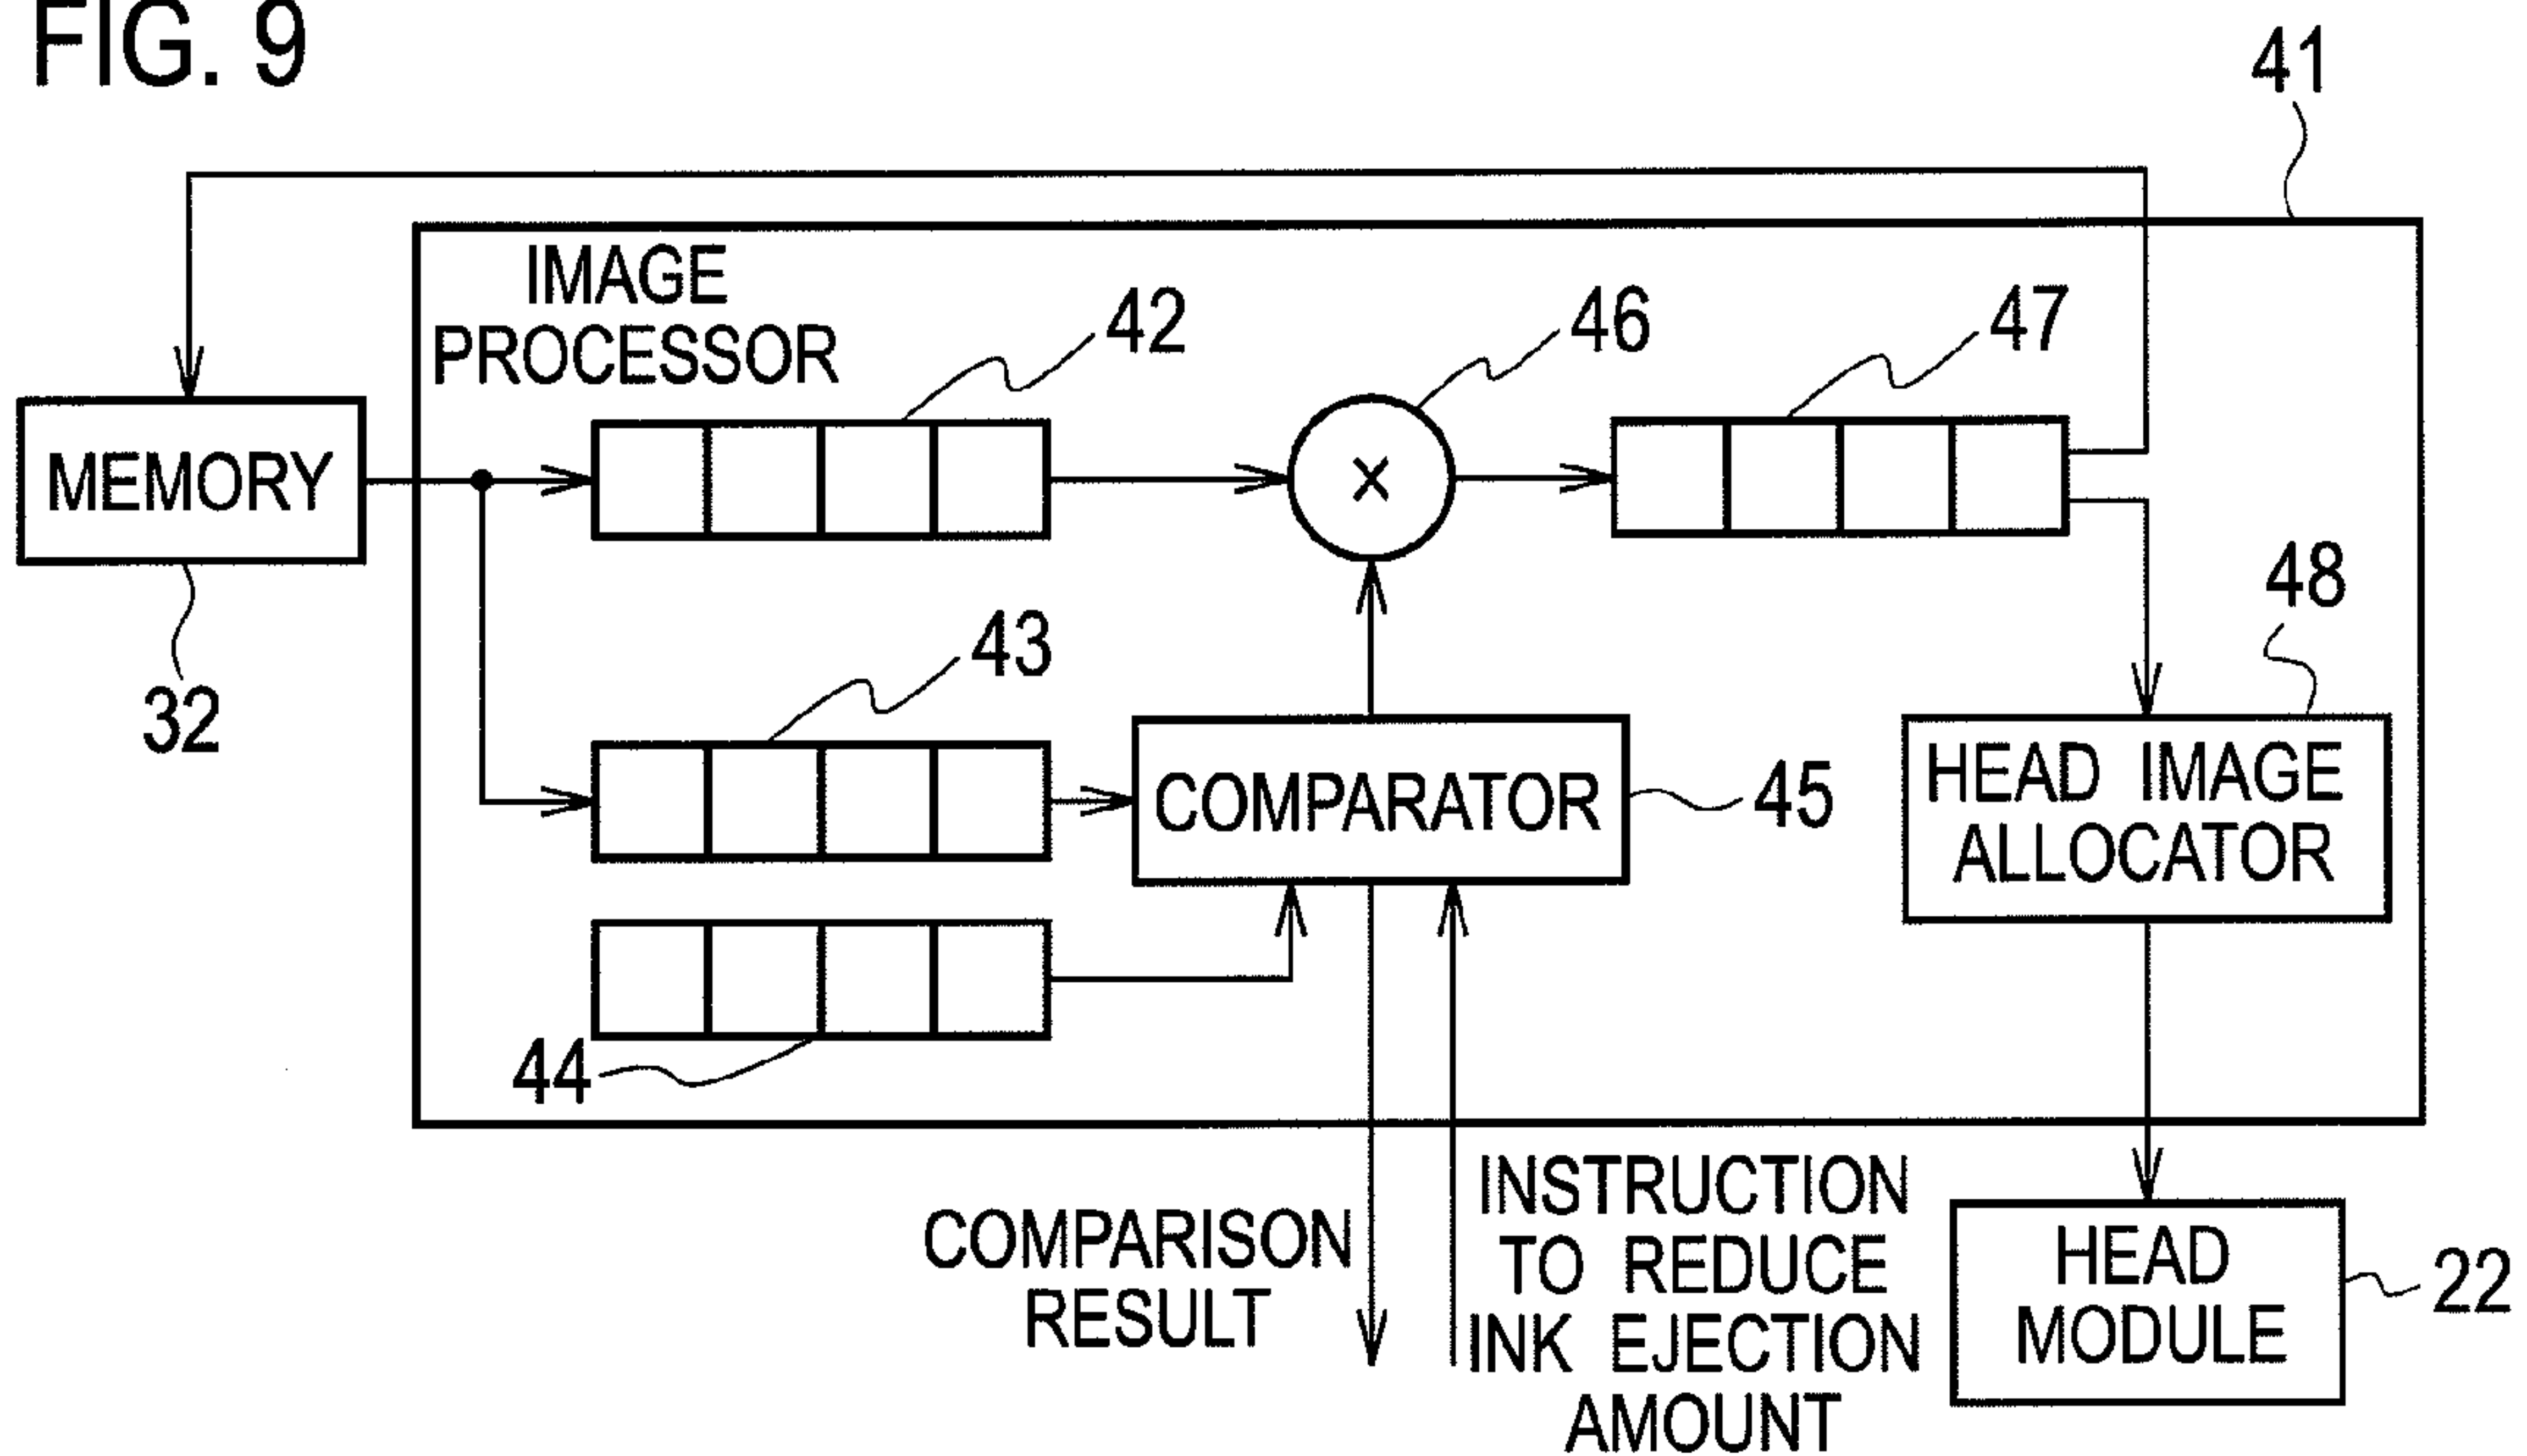 FIG. 9
41
IMAGE
PROCESSOR
42
46
47
MEMORY
×
48
32
43
COMPARATOR
45
HEAD IMAGE
ALLOCATOR
44
COMPARISON
RESULT
INSTRUCTION
TO REDUCE
INK EJECTION
AMOUNT
HEAD
MODULE
22